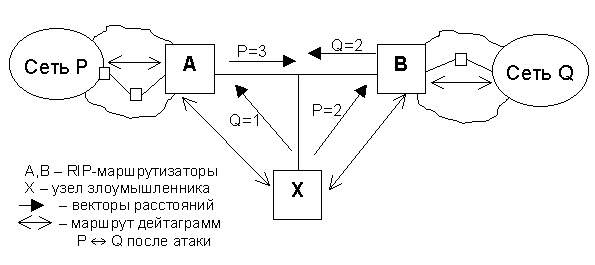 Сеть P
A
P=3
Q=2
B
Сеть Q
Q=1
P=2
X
A,B – RIP-маршрутизаторы
X – узел злоумышленника
– векторы расстояний
– маршрут дейтаграмм
P ↔ Q после атаки